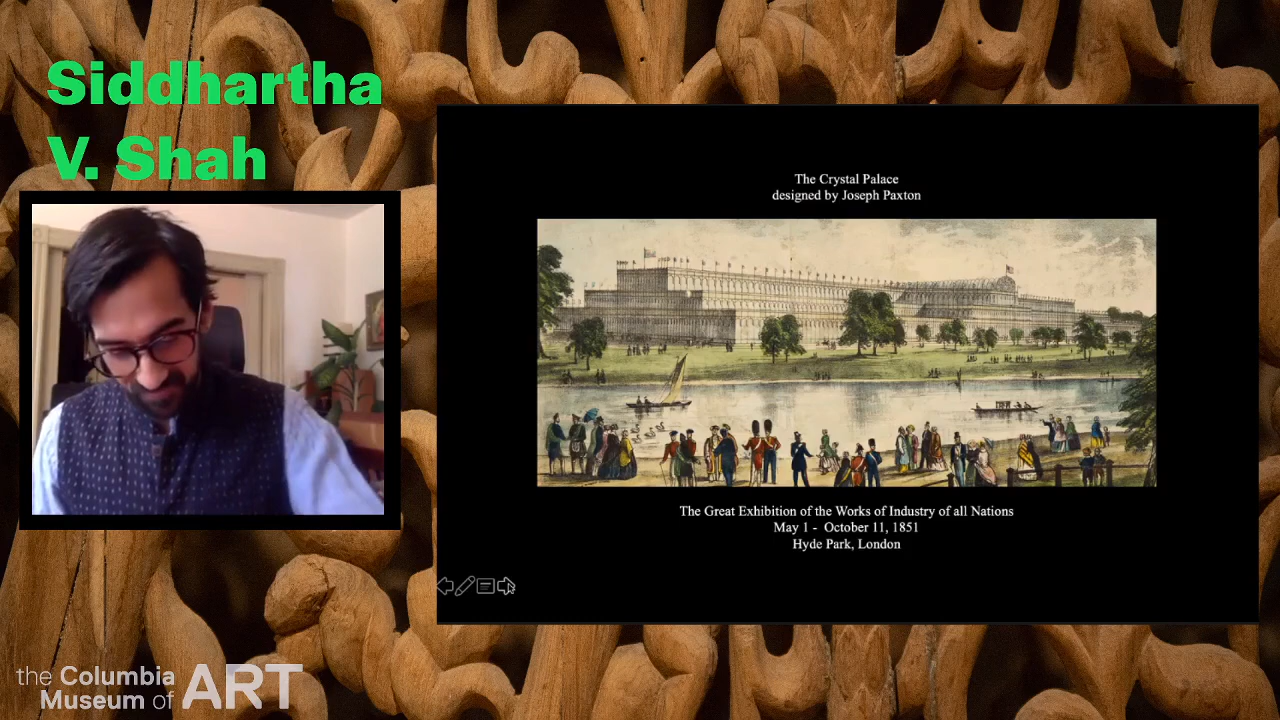 Siddhartha
V. Shah
The Crystal Palace
designed by Joseph Paxton
The Great Exhibition of the Works of Industry of all Nations
May 1 - October 11, 1851
Hyde Park, London
the Columbia
Museum of ART